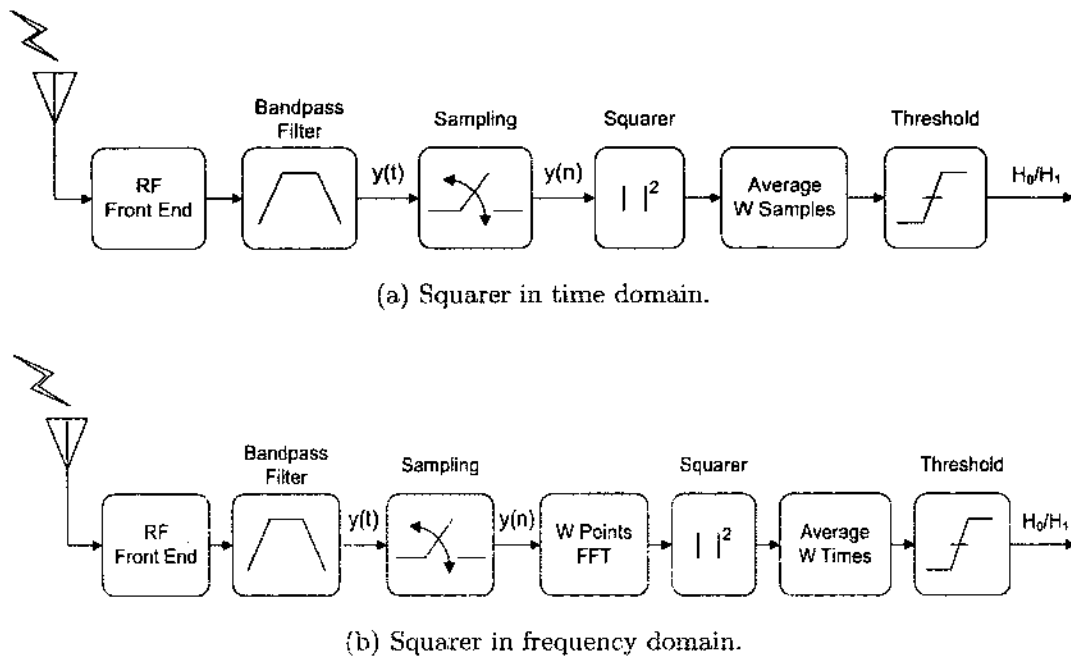 Bandpass
Filter
Sampling
Squarer
Threshold
RF
Front End
y(t)
y(n)
| |²
Average
W Samples
H₀/H₁
(a) Squarer in time domain.
Bandpass
Filter
Sampling
Squarer
Threshold
RF
Front End
y(t)
y(n)
W Points
FFT
| |²
Average
W Times
H₀/H₁
(b) Squarer in frequency domain.